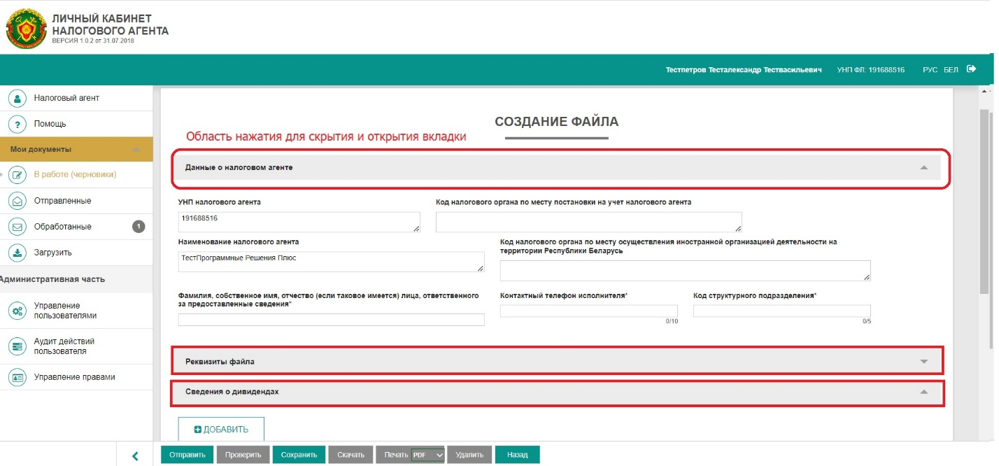 ЛИЧНЫЙ КАБИНЕТ
НАЛОГОВОГО АГЕНТА
ВЕРСИЯ 1.0.2 от 31.07.2018
Тестпетров Тесталександр Тествасильевич УНП ФЛ: 191688516 РУС БЕЛ
Налоговый агент
Помощь
Мои документы
В работе (черновики)
Отправленные
Обработанные 1
Загрузить
Административная часть
Управление
пользователями
Аудит действий
пользователя
Управление правами
СОЗДАНИЕ ФАЙЛА
Область нажатия для скрытия и открытия вкладки
Данные о налоговом агенте
УНП налогового агента
191688516
Код налогового органа по месту постановки на учет налогового агента
Наименование налогового агента
ТестПрограммные Решения Плюс
Код налогового органа по месту осуществления иностранной организацией деятельности на
территории Республики Беларусь
Фамилия, собственное имя, отчество (если таковое имеется) лица, ответственного
за предоставленные сведения*
Контактный телефон исполнителя*
0/10
Код структурного подразделения*
0/5
Реквизиты файла
Сведения о дивидендах
ДОБАВИТЬ
Отправить Проверить Сохранить Скачать Печать PDF Удалить Назад